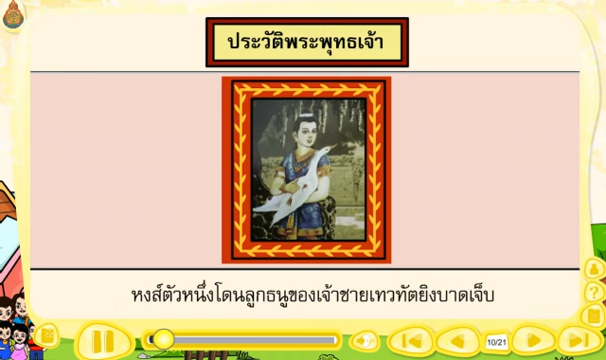 ประวัติพระพุทธเจ้า
หงส์ตัวหนึ่งโดนลูกธนูของเจ้าชายเทวทัตยิงบาดเจ็บ
10/21
?